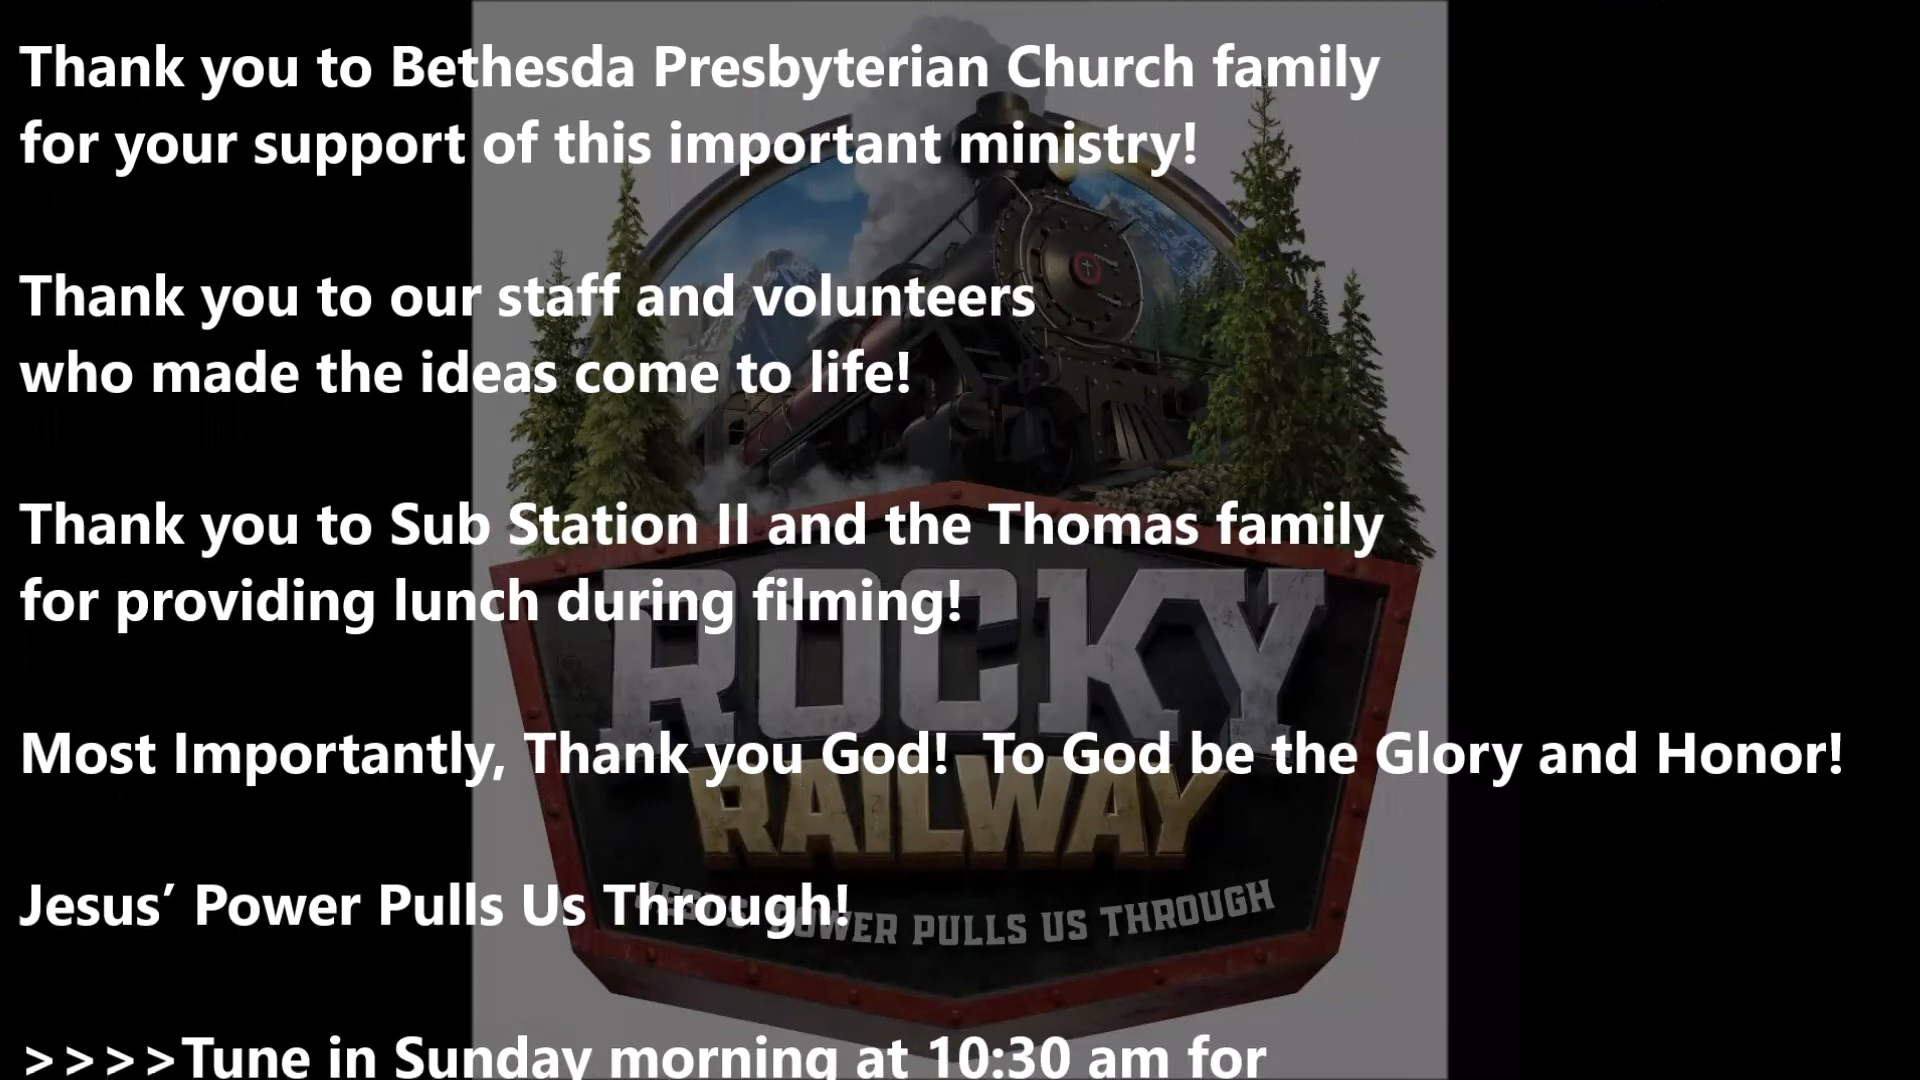 Thank you to Bethesda Presbyterian Church family
for your support of this important ministry!
Thank you to our staff and volunteers
who made the ideas come to life!
Thank you to Sub Station II and the Thomas family
for providing lunch during filming!
ROCKY
Most Importantly, Thank you God!  To God be the Glory and Honor!
RAILWAY
Jesus’ Power Pulls Us Through!
JESUS' POWER PULLS US THROUGH
>>>>Tune in Sunday morning at 10:30 am for